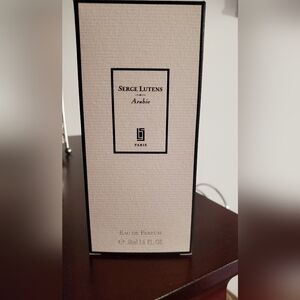 SERGE LUTENS
Arabie
PARIS
EAU DE PARFUM
℮ 50ml 1.6 FL. OZ.